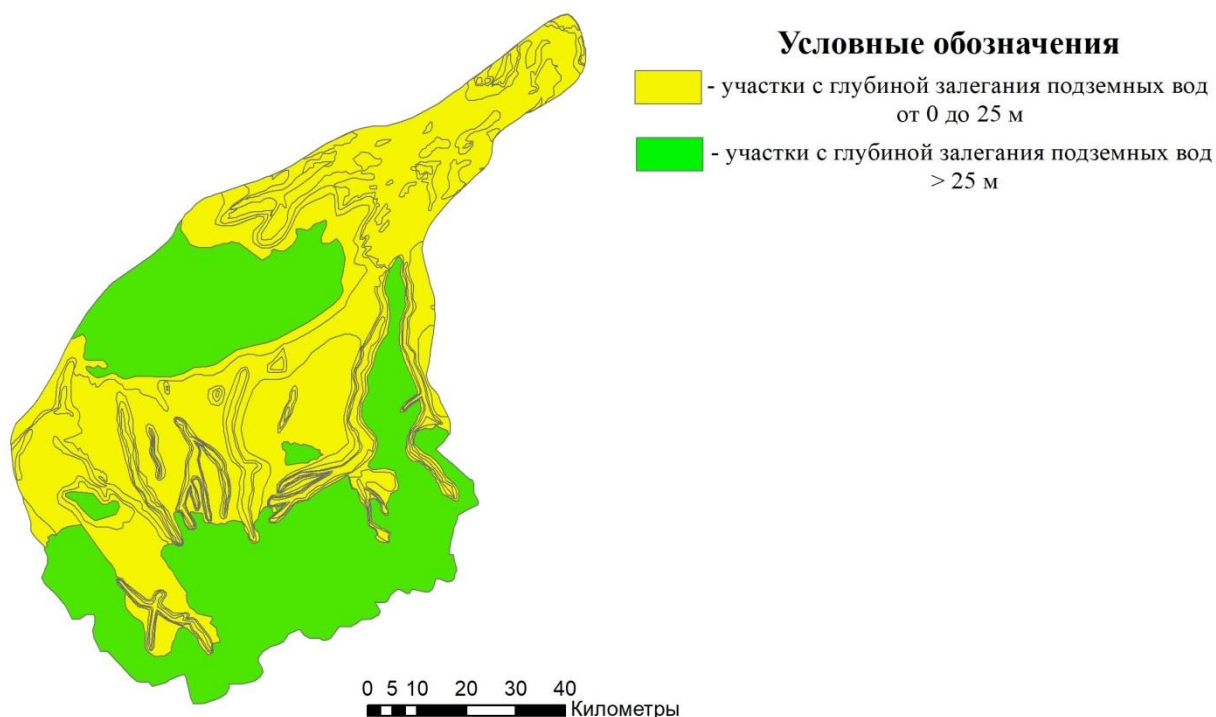 Условные обозначения
- участки с глубиной залегания подземных вод
от 0 до 25 м
- участки с глубиной залегания подземных вод
> 25 м
0 5 10 20 30 40
Километры